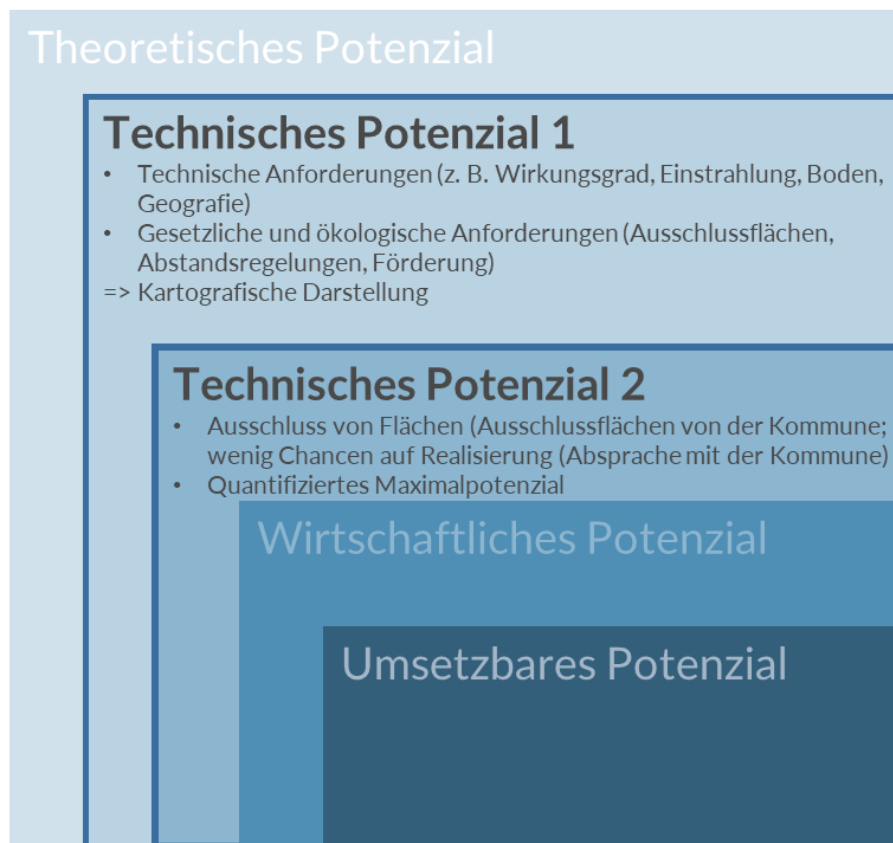 Theoretisches Potenzial
Technisches Potenzial 1
• Technische Anforderungen (z. B. Wirkungsgrad, Einstrahlung, Boden,
Geografie)
• Gesetzliche und ökologische Anforderungen (Ausschlussflächen,
Abstandsregelungen, Förderung)
=> Kartografische Darstellung
Technisches Potenzial 2
• Ausschluss von Flächen (Ausschlussflächen von der Kommune;
wenig Chancen auf Realisierung (Absprache mit der Kommune)
• Quantifiziertes Maximalpotenzial
Wirtschaftliches Potenzial
Umsetzbares Potenzial